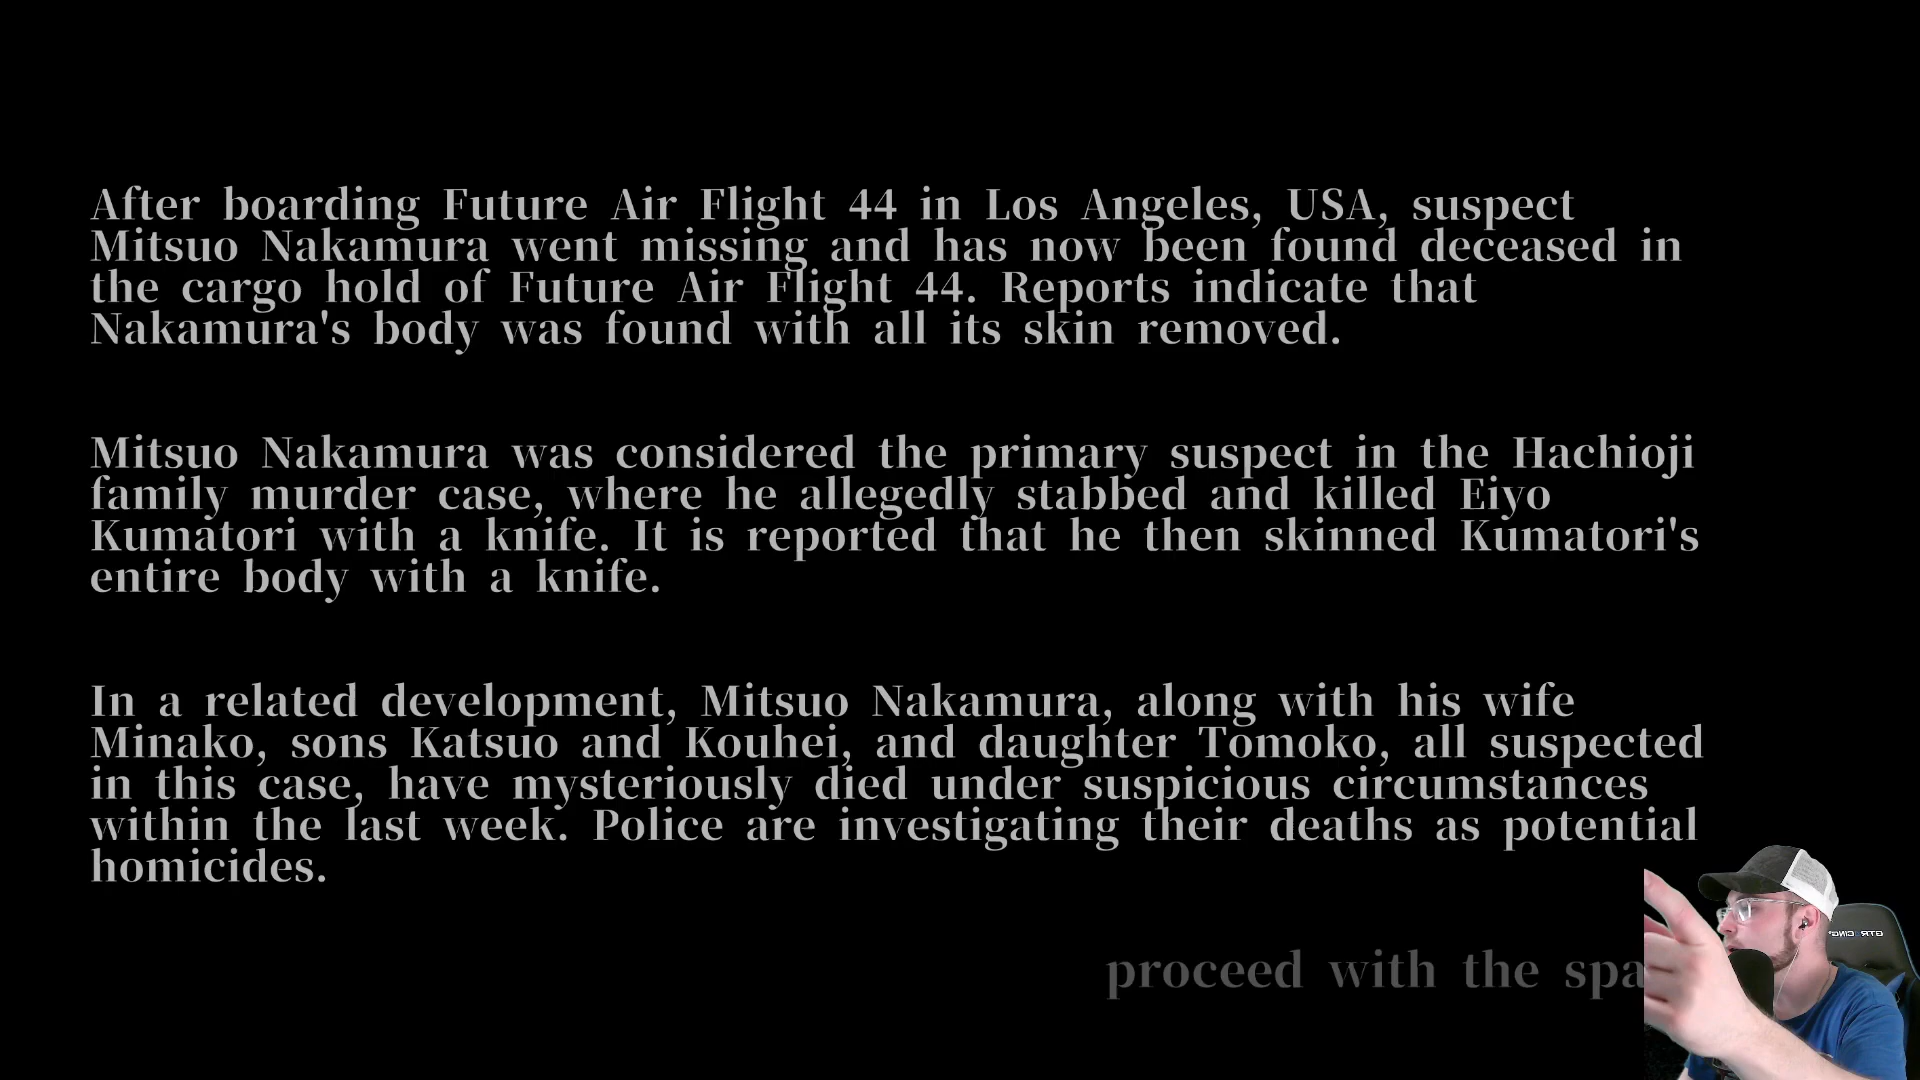 After boarding Future Air Flight 44 in Los Angeles, USA, suspect
Mitsuo Nakamura went missing and has now been found deceased in
the cargo hold of Future Air Flight 44. Reports indicate that
Nakamura's body was found with all its skin removed.
Mitsuo Nakamura was considered the primary suspect in the Hachioji
family murder case, where he allegedly stabbed and killed Eiyo
Kumatori with a knife. It is reported that he then skinned Kumatori's
entire body with a knife.
In a related development, Mitsuo Nakamura, along with his wife
Minako, sons Katsuo and Kouhei, and daughter Tomoko, all suspected
in this case, have mysteriously died under suspicious circumstances
within the last week. Police are investigating their deaths as potential
homicides.
proceed with the